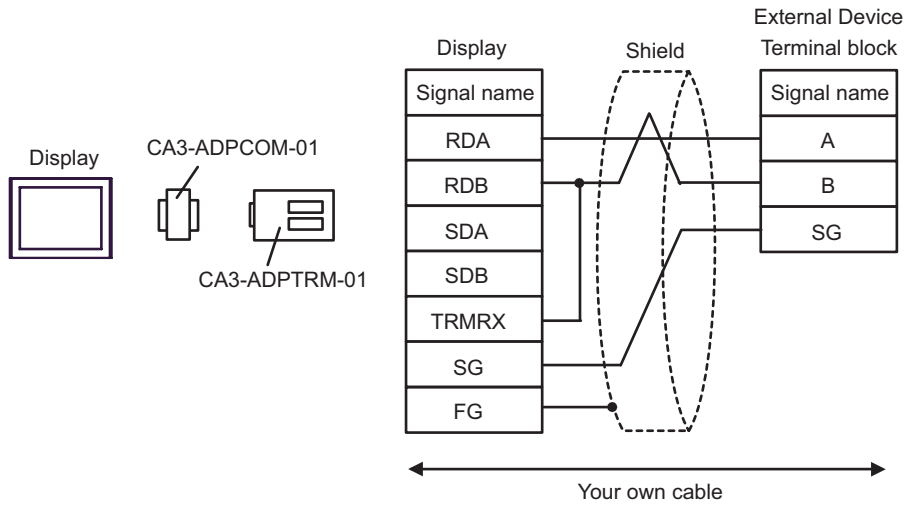 External Device
Display
Shield
Terminal block
Signal name
Signal name
RDA
A
RDB
B
SDA
SG
SDB
TRMRX
SG
FG
Display
CA3-ADPCOM-01
CA3-ADPTRM-01
Your own cable